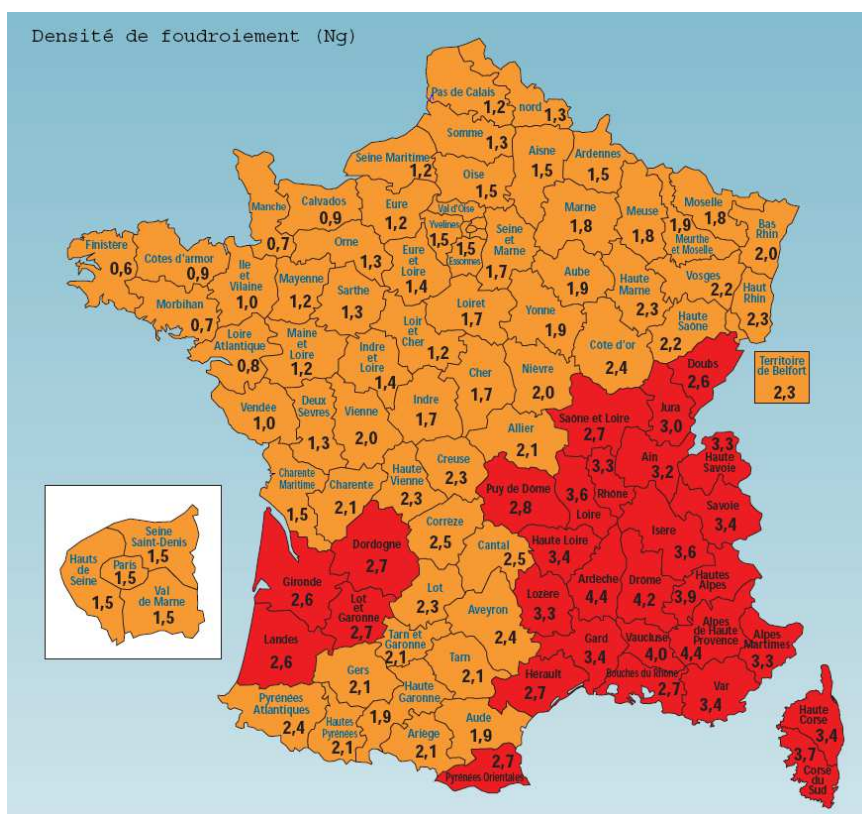 Densité de foudroiement (Ng)
Pas de Calais
1,2
nord
1,3
Somme
1,3
Seine Maritime
1,2
Oise
1,5
Aisne
1,5
Ardennes
1,5
Manche
0,7
Calvados
0,9
Eure
1,2
Val d'Oise
Yvelines
1,5
1,5
Essonnes
Seine
et
Marne
1,7
Marne
1,8
Meuse
1,8
Moselle
1,8
1,9
Meurthe
et Moselle
Bas
Rhin
2,0
Finistère
0,6
Côtes d'armor
0,9
Ile
et
Vilaine
1,0
Morbihan
0,7
Orne
1,3
Mayenne
1,2
Sarthe
1,3
Eure
et
Loire
1,4
Aube
1,9
Haute
Marne
2,3
Vosges
2,2
Haut
Rhin
2,3
Loire
Atlantique
0,8
Maine
et
Loire
1,2
Indre
et
Loire
1,4
Loir
et
Cher
1,2
Loiret
1,7
Yonne
1,9
Cote d'or
2,4
Haute
Saône
2,2
Doubs
2,6
Territoire
de Belfort
2,3
Vendée
1,0
Deux
Sèvres
1,3
Vienne
2,0
Indre
1,7
Cher
1,7
Nièvre
2,0
Saône et Loire
2,7
Jura
3,0
Allier
2,1
Charente
Maritime
1,5
Charente
2,1
Haute
Vienne
2,3
Creuse
2,3
Puy de Dome
2,8
3,6
Loire
3,3
Rhone
Ain
3,2
3,3
Haute
Savoie
Savoie
3,4
Correze
2,5
Cantal
2,5
Haute Loire
3,4
Isere
3,6
Dordogne
2,7
Gironde
2,6
Lot
et
Garonne
2,7
Lot
2,3
Aveyron
2,4
Lozere
3,3
Ardeche
4,4
Drome
4,2
Hautes
Alpes
3,9
Landes
2,6
Tarn et
Garonne
2,1
Tarn
2,1
Gard
3,4
Vaucluse
4,0
Alpes
de Haute
Provence
4,4
Alpes
Martimes
3,3
Gers
2,1
Haute
Garonne
1,9
Herault
2,7
Bouches du Rhône
2,7
Var
3,4
Pyrénées
Atlantiques
2,4
Hautes
Pyrénées
2,1
Ariège
2,1
Aude
1,9
2,7
Pyrénées Orientales
Haute
Corse
3,4
3,7
Corse
du
Sud
Seine
Saint-Denis
1,5
Hauts
de
Seine
1,5
Paris
1,5
Val
de Marne
1,5